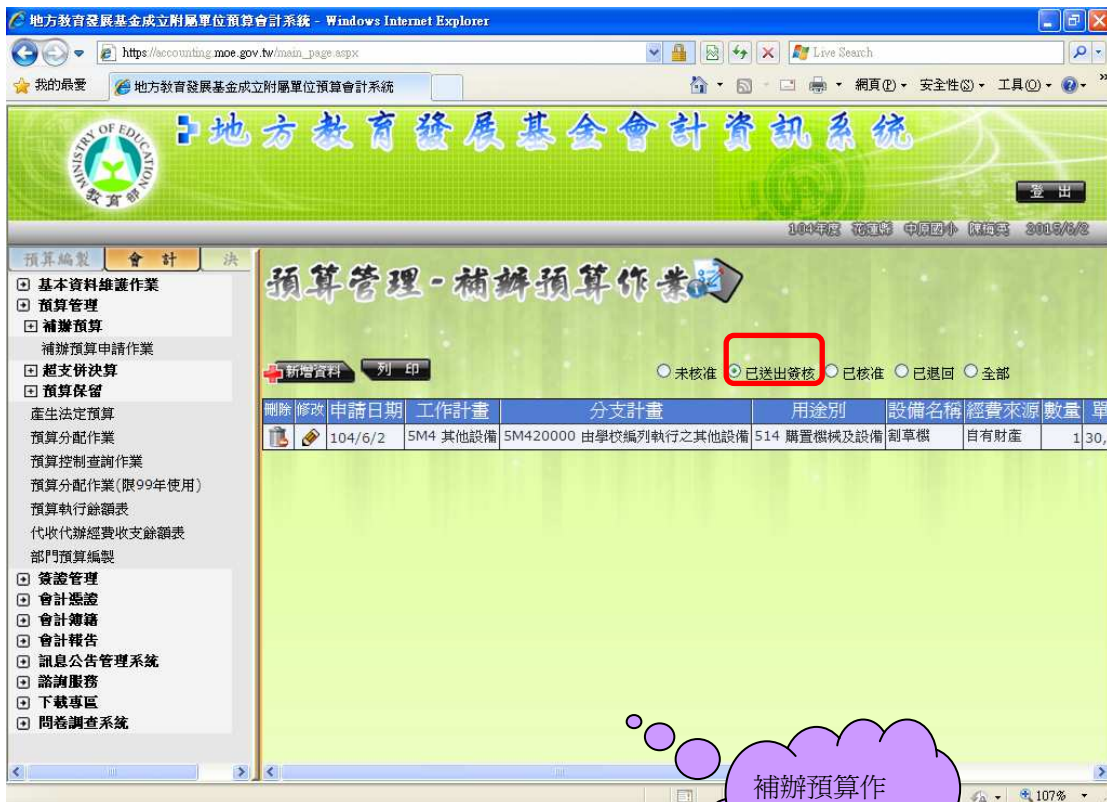 地方教育發展基金成立附屬單位預算會計系統 - Windows Internet Explorer
https://accounting.moe.gov.tw/main_page.aspx
Live Search
我的最愛
地方教育發展基金成立附屬單位預算會計系統
網頁(P)
安全性(S)
工具(O)
»
MINISTRY OF EDUCATION
教育部
地方教育發展基金會計資訊系統
登 出
104年度 花蓮縣 中原國小 2015/6/2
預算編製 會 計 決
基本資料維護作業
預算管理
補辦預算
補辦預算申請作業
超支併決算
預算保留
產生法定預算
預算分配作業
預算控制查詢作業
預算分配作業(限99年使用)
預算執行餘額表
代收代辦經費收支餘額表
部門預算編製
簽證管理
會計憑證
會計簿籍
會計報告
訊息公告管理系統
諮詢服務
下載專區
問卷調查系統
預算管理-補辦預算作業
新增資料 列 印 未核准 已送出簽核 已核准 已退回 全部
刪除 修改 申請日期 工作計畫 分支計畫 用途別 設備名稱 經費來源 數量 單
104/6/2 5M4 其他設備 5M420000 由學校編列執行之其他設備 514 購置機械及設備 割草機 自有財產 1 30,
補辦預算作
107%